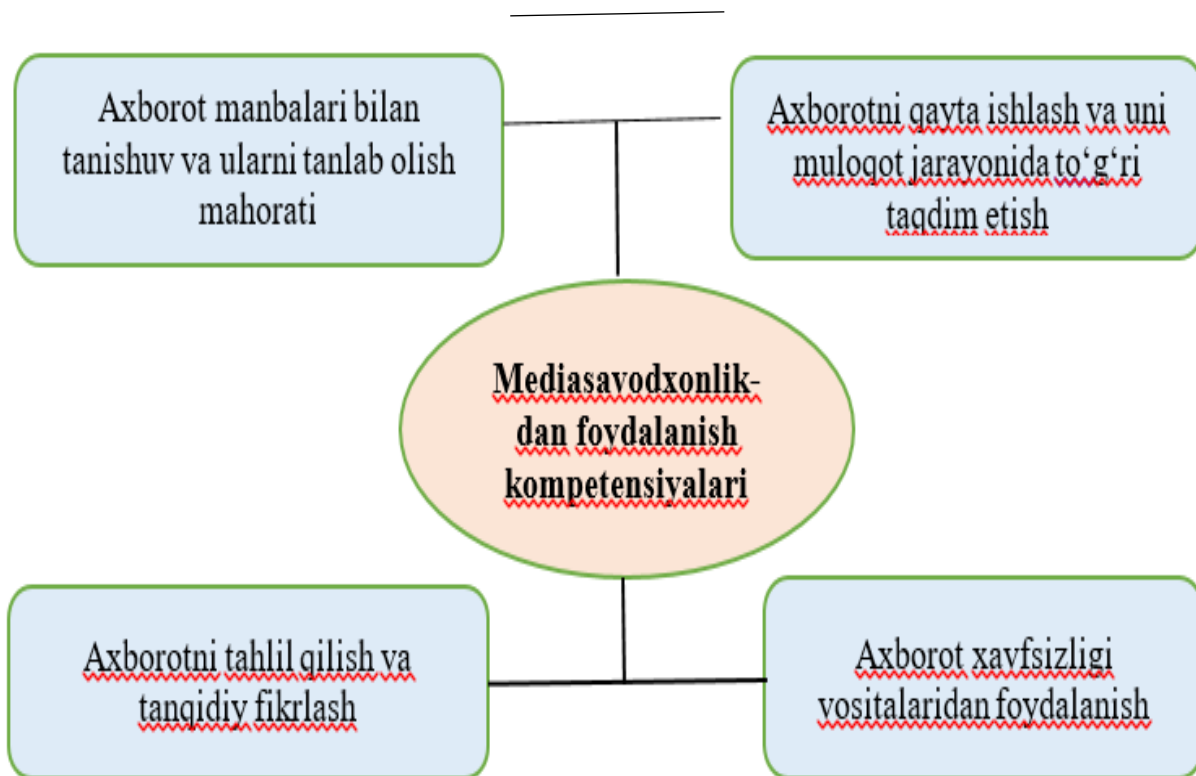 Axborot manbalari bilan
tanishuv va ularni tanlab olish
mahorati
Axborotni qayta ishlash va uni
muloqot jarayonida to‘g‘ri
taqdim etish
Mediasavodxonlik-
dan foydalanish
kompetensiyalari
Axborotni tahlil qilish va
tanqidiy fikrlash
Axborot xavfsizligi
vositalaridan foydalanish